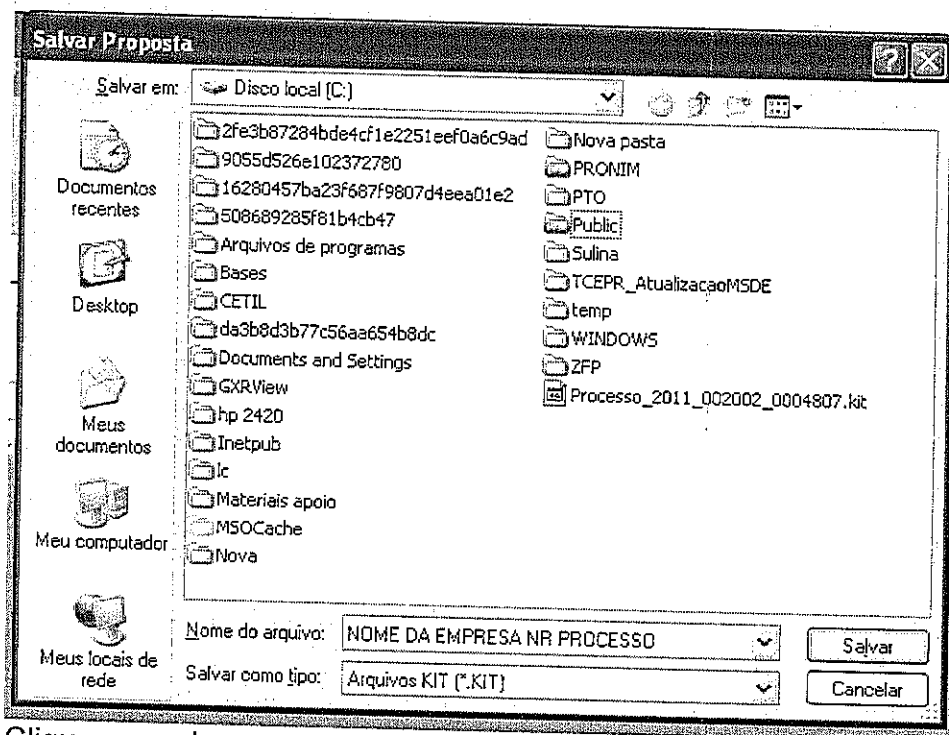 Salvar Proposta
Salvar em: Disco local (C:)
Documentos
recentes
Desktop
Meus
documentos
Meu computador
Meus locais de
rede
2fe3b87284bde4cf1e2251eef0a6c9ad
9055d526e102372780
16280457ba23f687f9807d4eea01e2
508689285f81b4cb47
Arquivos de programas
Bases
CETIL
da3b8d3b77c56aa654b8dc
Documents and Settings
GXRView
hp 2420
Inetpub
lc
Materiais apoio
MSOCache
Nova
Nova pasta
PRONIM
PTO
Public
Sulina
TCEPR_AtualizacaoMSDE
temp
WINDOWS
ZFP
Processo_2011_002002_0004807.kit
Nome do arquivo: NOME DA EMPRESA NR PROCESSO
Salvar
Salvar como tipo: Arquivos KIT (*.KIT)
Cancelar